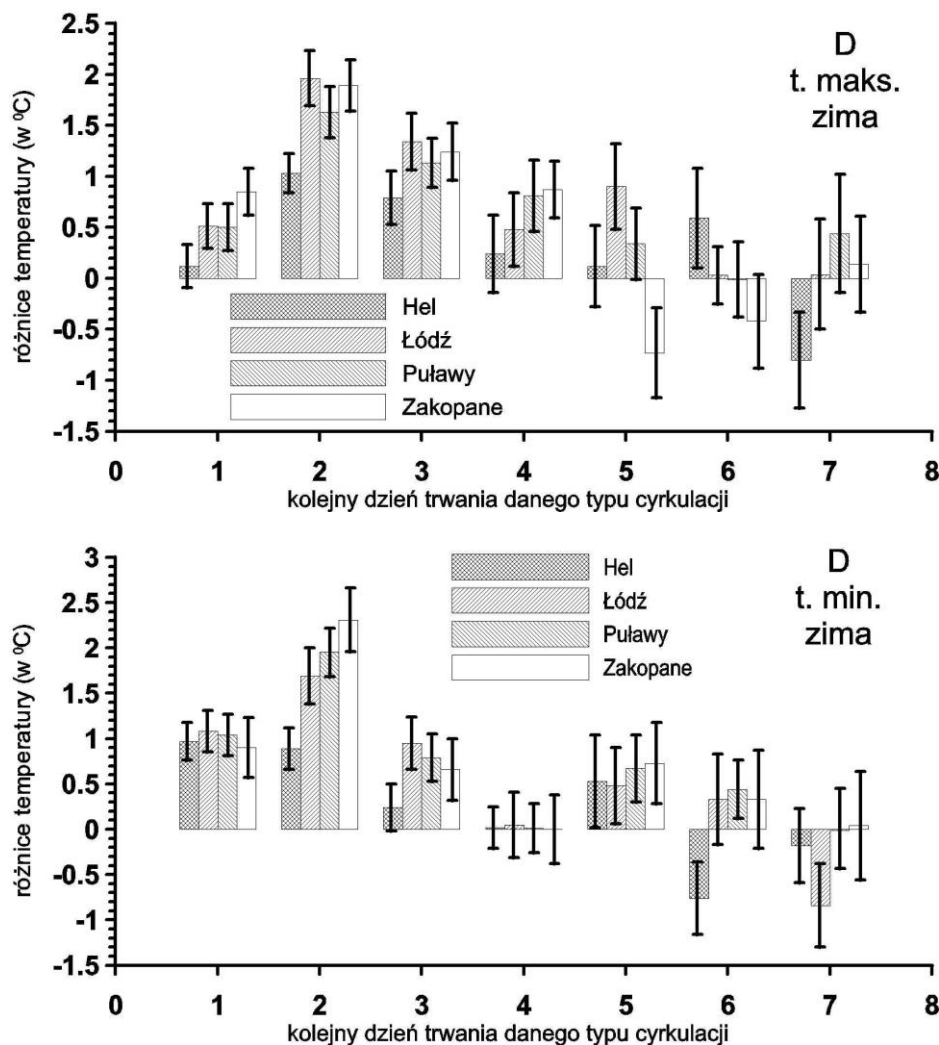 2.5
2
1.5
1
0.5
0
-0.5
-1
-1.5
różnice temperatury (w ºC)
D
t. maks.
zima
Hel
Łódź
Puławy
Zakopane
0 1 2 3 4 5 6 7 8
kolejny dzień trwania danego typu cyrkulacji
3
2.5
2
1.5
1
0.5
0
-0.5
-1
-1.5
różnice temperatury (w ºC)
Hel
Łódź
Puławy
Zakopane
D
t. min.
zima
0 1 2 3 4 5 6 7 8
kolejny dzień trwania danego typu cyrkulacji